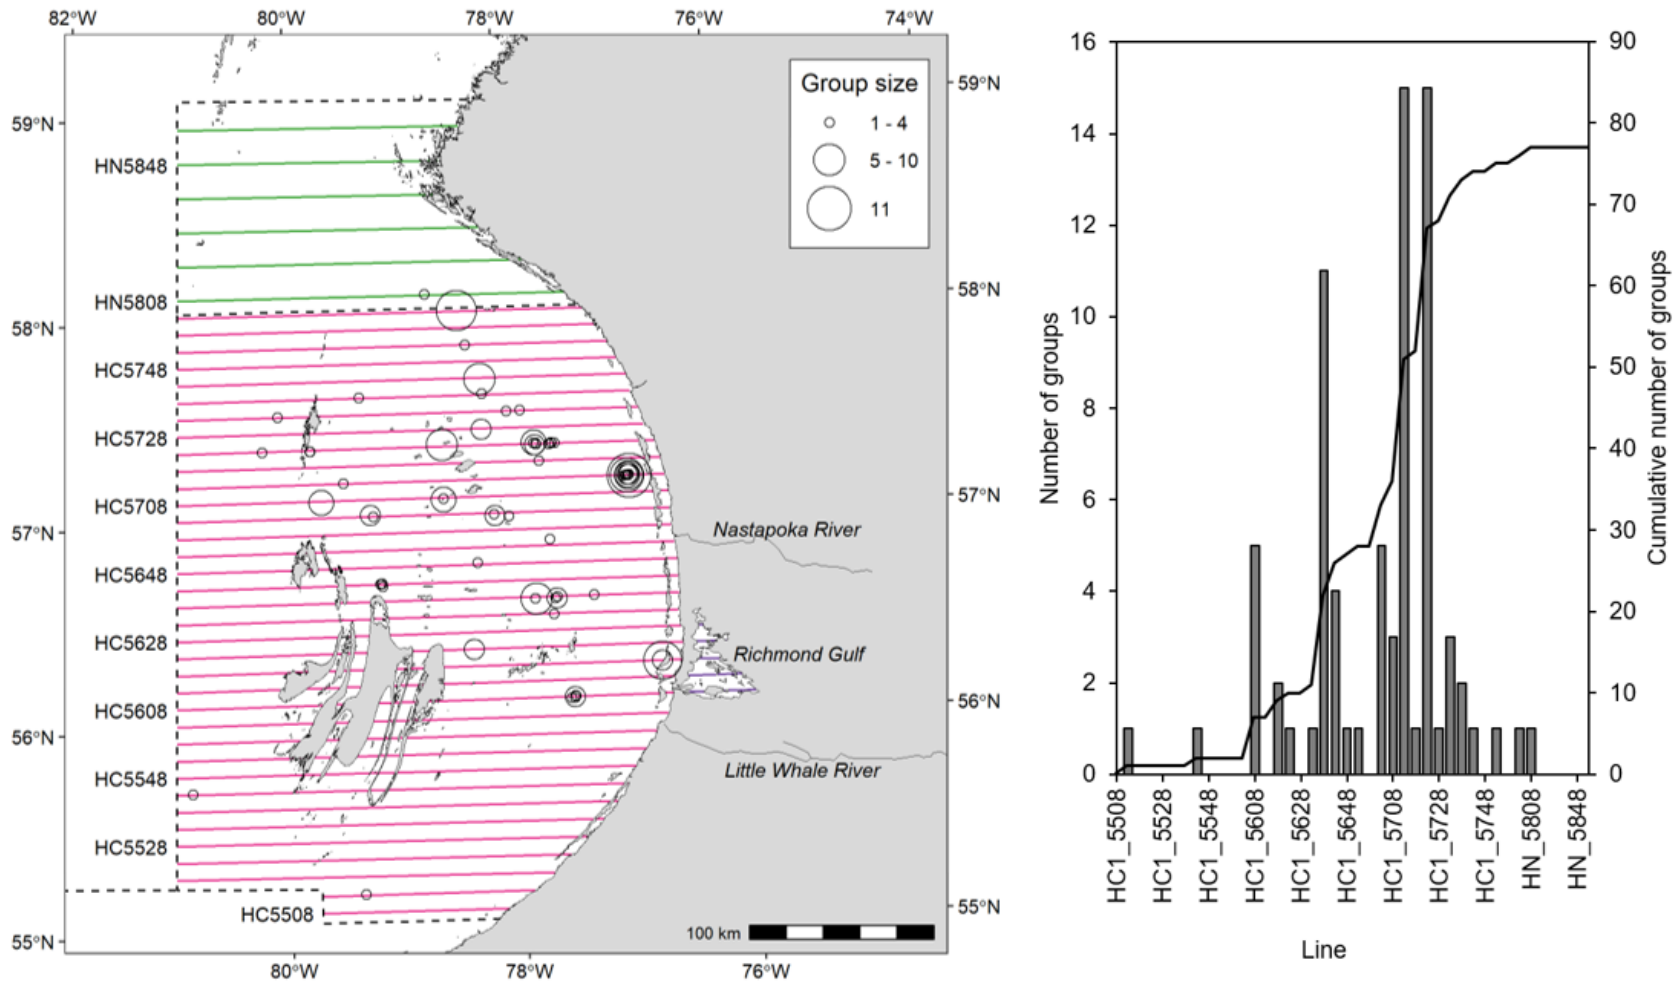 82°W 80°W 78°W 76°W 74°W
Group size
1 - 4
5 - 10
11
59°N
59°N
HN5848
HN5808
58°N
58°N
HC5748
HC5728
HC5708
57°N
57°N
Nastapoka River
HC5648
HC5628
Richmond Gulf
HC5608
56°N
56°N
Little Whale River
HC5548
HC5528
HC5508
55°N
55°N
100 km
80°W 78°W 76°W
16
14
12
10
8
6
4
2
0
Number of groups
90
80
70
60
50
40
30
20
10
0
Cumulative number of groups
HC1_5508
HC1_5528
HC1_5548
HC1_5608
HC1_5628
HC1_5648
HC1_5708
HC1_5728
HC1_5748
HN_5808
HN_5848
Line